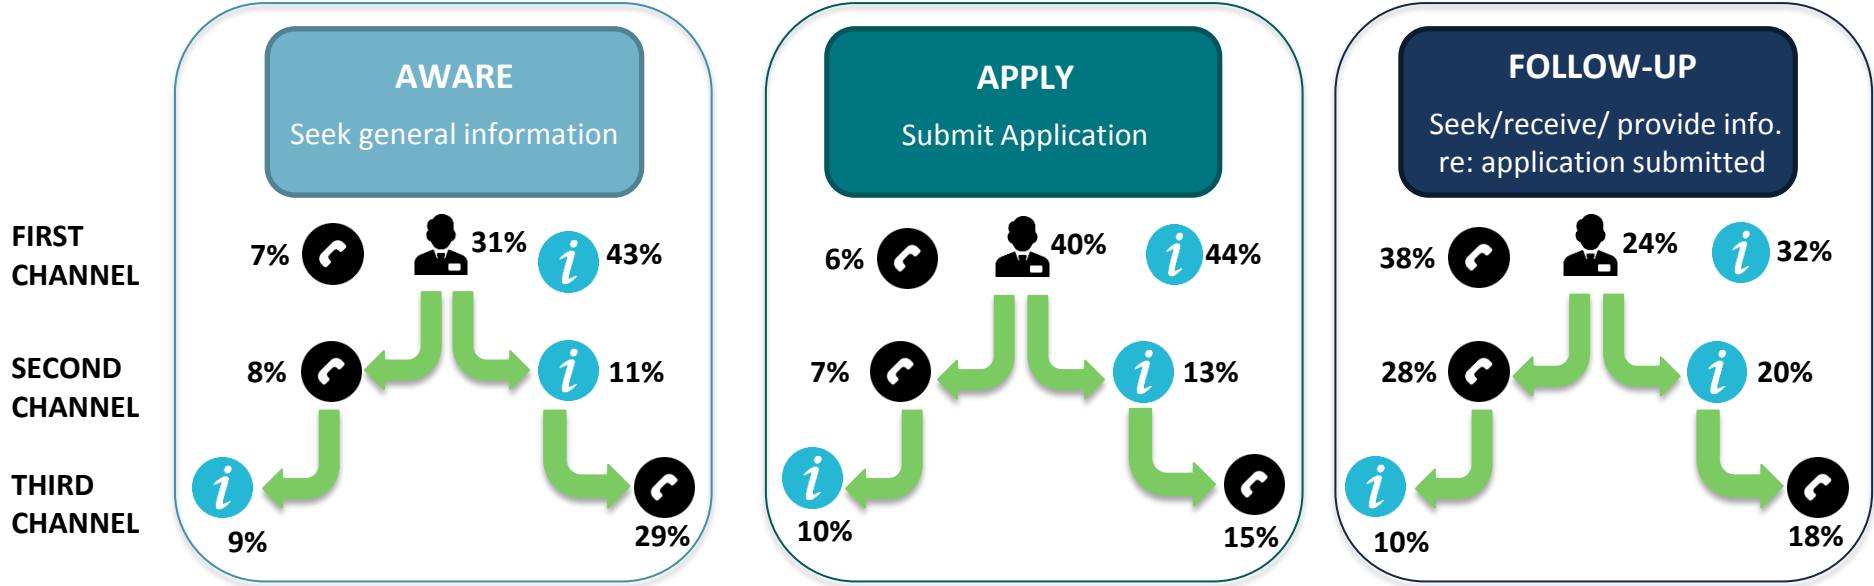 AWARE
Seek general information
APPLY
Submit Application
FOLLOW-UP
Seek/receive/ provide info.
re: application submitted
FIRST
CHANNEL
7%
31%
i
43%
6%
40%
i
44%
38%
24%
i
32%
SECOND
CHANNEL
8%
i
11%
7%
i
13%
28%
i
20%
THIRD
CHANNEL
i
9%
29%
i
10%
15%
i
10%
18%